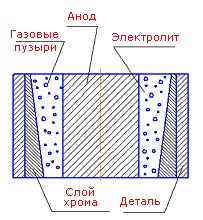 Анод
Газовые
пузыри
Электролит
Слой
хрома
Деталь